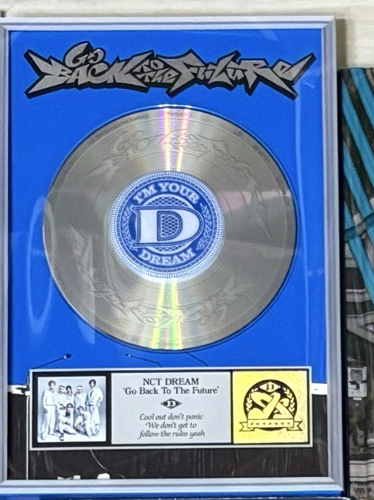 GO
BACK TO THE FUTURE
I'M YOUR
D
DREAM
NCT DREAM
'Go Back To The Future'
D
Cool out don't panic
We don't get to
follow the rules yeah
D